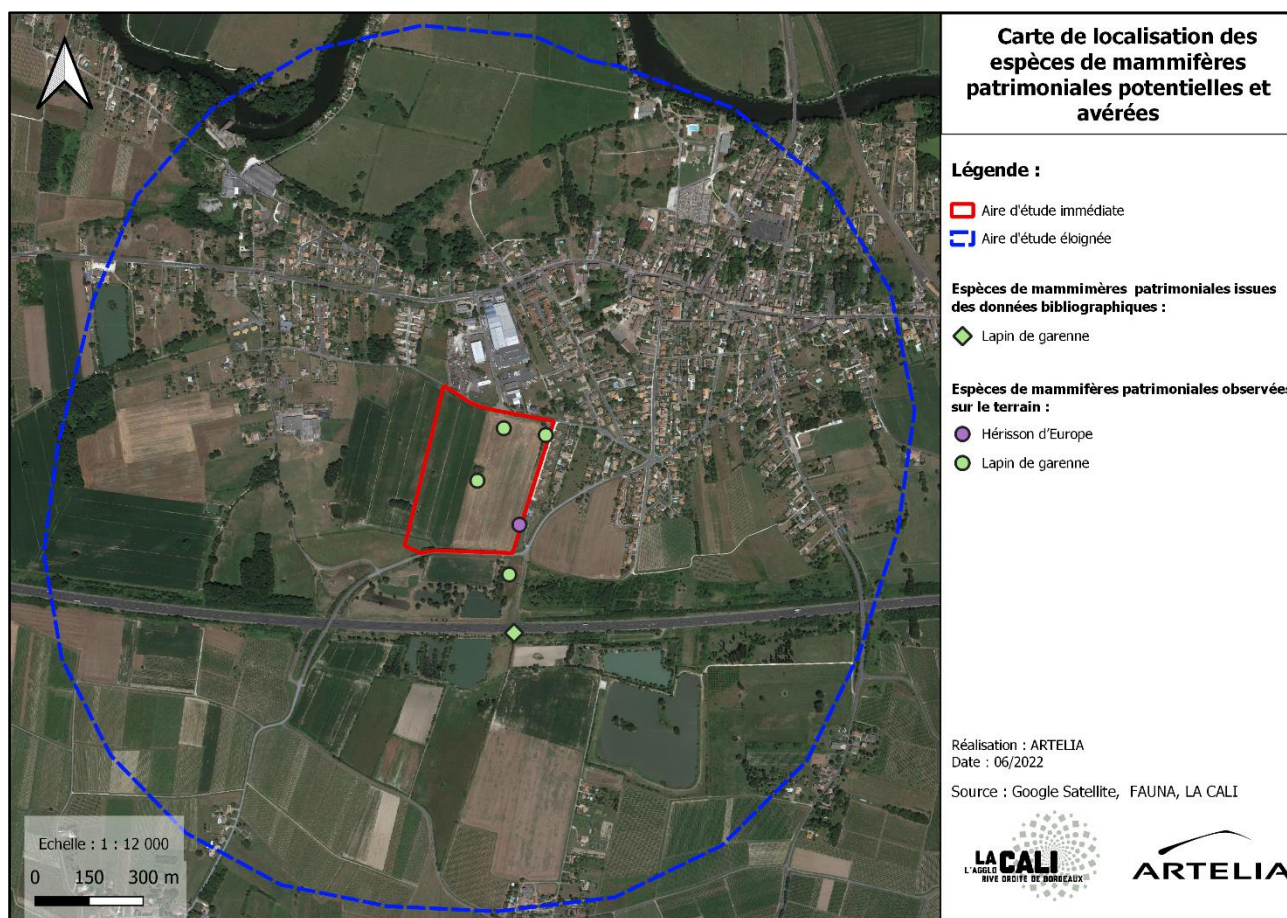 Carte de localisation des
espèces de mammifères
patrimoniales potentielles et
avérées
Légende :
Aire d'étude immédiate
Aire d'étude éloignée
Espèces de mammimères patrimoniales issues
des données bibliographiques :
Lapin de garenne
Espèces de mammifères patrimoniales observées
sur le terrain :
Hérisson d'Europe
Lapin de garenne
Réalisation : ARTELIA
Date : 06/2022
Source : Google Satellite, FAUNA, LA CALI
LA CALI
L'AGGLO
RIVE DROITE DE BORDEAUX
ARTELIA
Echelle : 1 : 12 000
0 150 300 m